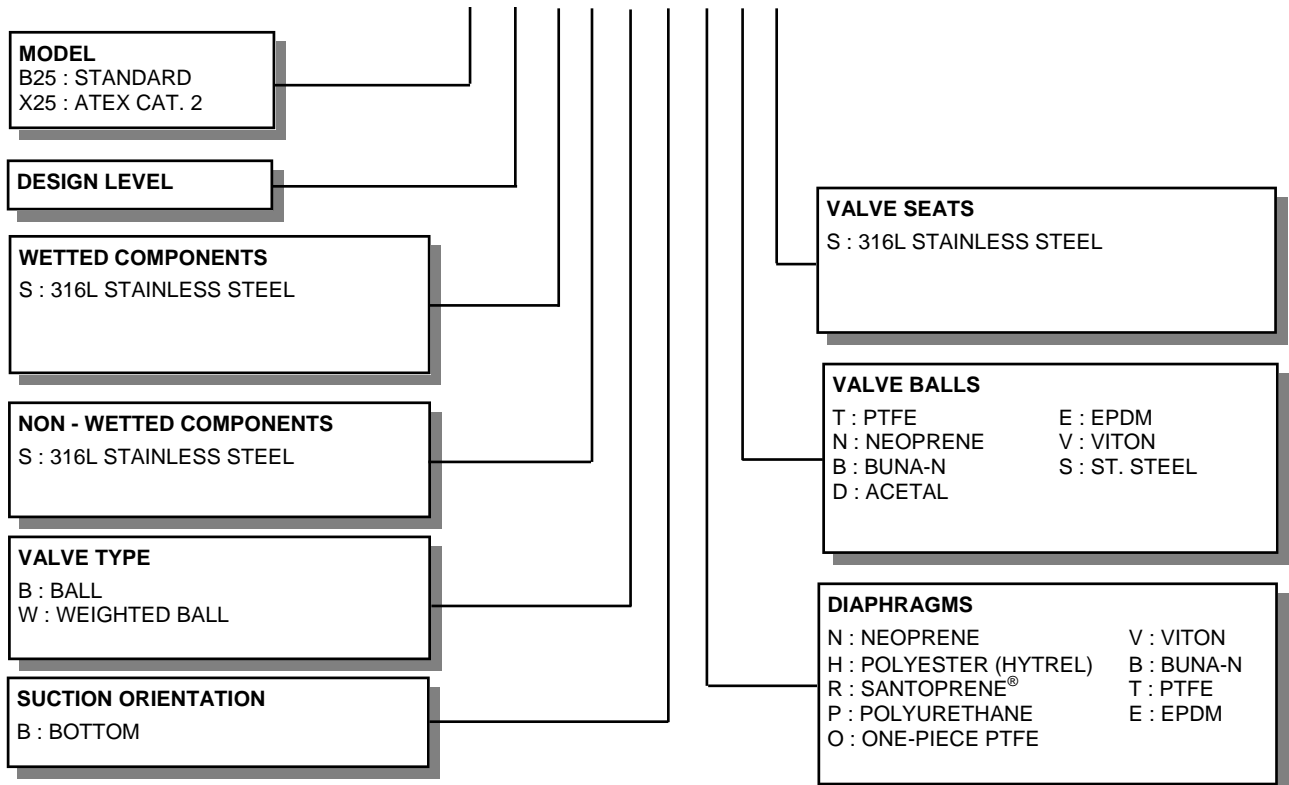 MODEL
B25 : STANDARD
X25 : ATEX CAT. 2
DESIGN LEVEL
WETTED COMPONENTS
S : 316L STAINLESS STEEL
NON - WETTED COMPONENTS
S : 316L STAINLESS STEEL
VALVE TYPE
B : BALL
W : WEIGHTED BALL
SUCTION ORIENTATION
B : BOTTOM
VALVE SEATS
S : 316L STAINLESS STEEL
VALVE BALLS
T : PTFE E : EPDM
N : NEOPRENE V : VITON
B : BUNA-N S : ST. STEEL
D : ACETAL
DIAPHRAGMS
N : NEOPRENE V : VITON
H : POLYESTER (HYTREL) B : BUNA-N
R : SANTOPRENE® T : PTFE
P : POLYURETHANE E : EPDM
O : ONE-PIECE PTFE